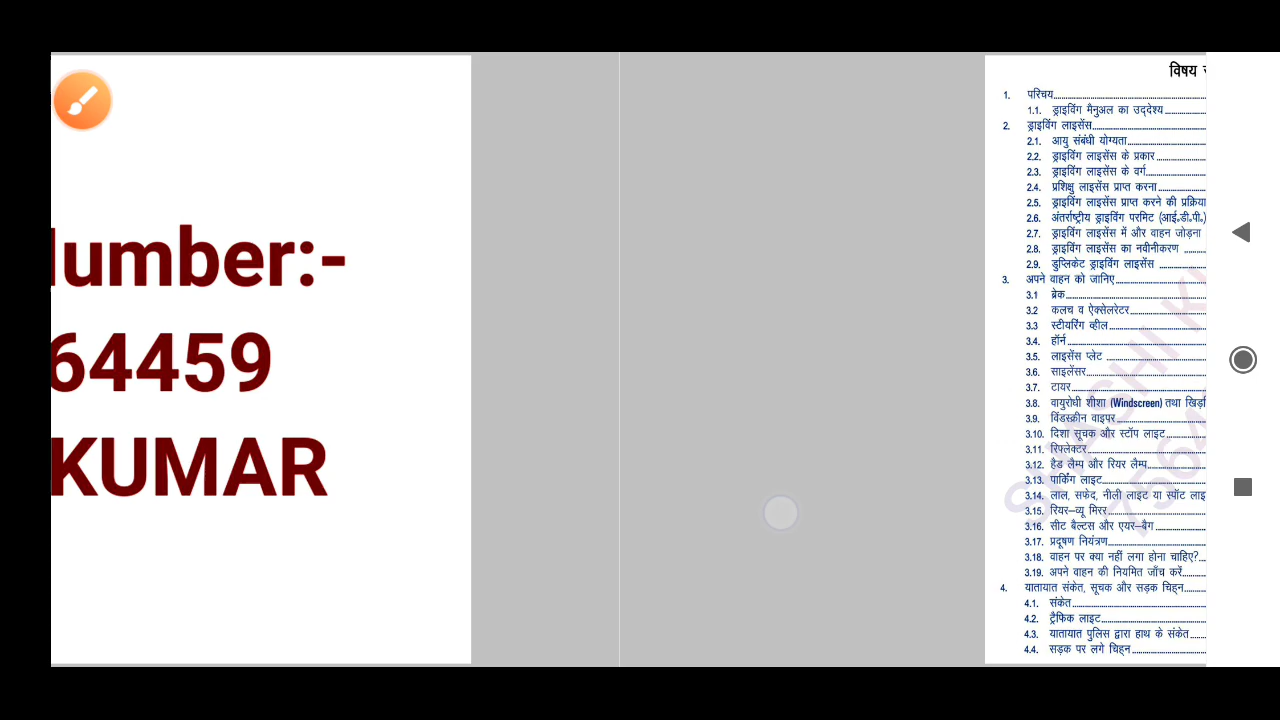 umber:-
64459
KUMAR
विषय
1. परिचय
1.1. ड्राइविंग मैनुअल का उद्देश्य
2. ड्राइविंग लाइसेंस
2.1. आयु संबंधी योग्यता
2.2. ड्राइविंग लाइसेंस के प्रकार
2.3. ड्राइविंग लाइसेंस के वर्ग
2.4. प्रशिक्षु लाइसेंस प्राप्त करना
2.5. ड्राइविंग लाइसेंस प्राप्त करने की प्रक्रिया
2.6. अंतर्राष्ट्रीय ड्राइविंग परमिट (आई०डी०पी०)
2.7. ड्राइविंग लाइसेंस में और वाहन जोड़ना
2.8. ड्राइविंग लाइसेंस का नवीनीकरण
2.9. डुप्लिकेट ड्राइविंग लाइसेंस
3. अपने वाहन को जानिए
3.1 ब्रेक
3.2 कलच व ऐक्सेलरेटर
3.3 स्टीयरिंग व्हील
3.4. हॉर्न
3.5. लाइसेंस प्लेट
3.6. साइलेंसर
3.7. टायर
3.8. वायुरोधी शीशा (Windscreen) तथा खिड़
3.9. विंडस्क्रीन वाइपर
3.10. दिशा सूचक और स्टॉप लाइट
3.11. रिफ्लेक्टर
3.12. हैड लैम्प और रियर लैम्प
3.13. पार्किंग लाइट
3.14. लाल, सफेद, नीली लाइट या स्पॉट लाइ
3.15. रियर–व्यू मिरर
3.16. सीट बैल्टस और एयर–बैग
3.17. प्रदूषण नियंत्रण
3.18. वाहन पर क्या नहीं लगा होना चाहिए?
3.19. अपने वाहन की नियमित जाँच करें
4. यातायात संकेत, सूचक और सड़क चिह्न
4.1. संकेत
4.2. ट्रैफिक लाइट
4.3. यातायात पुलिस द्वारा हाथ के संकेत
4.4. सड़क पर लगे चिह्न
SHASHI K
7564